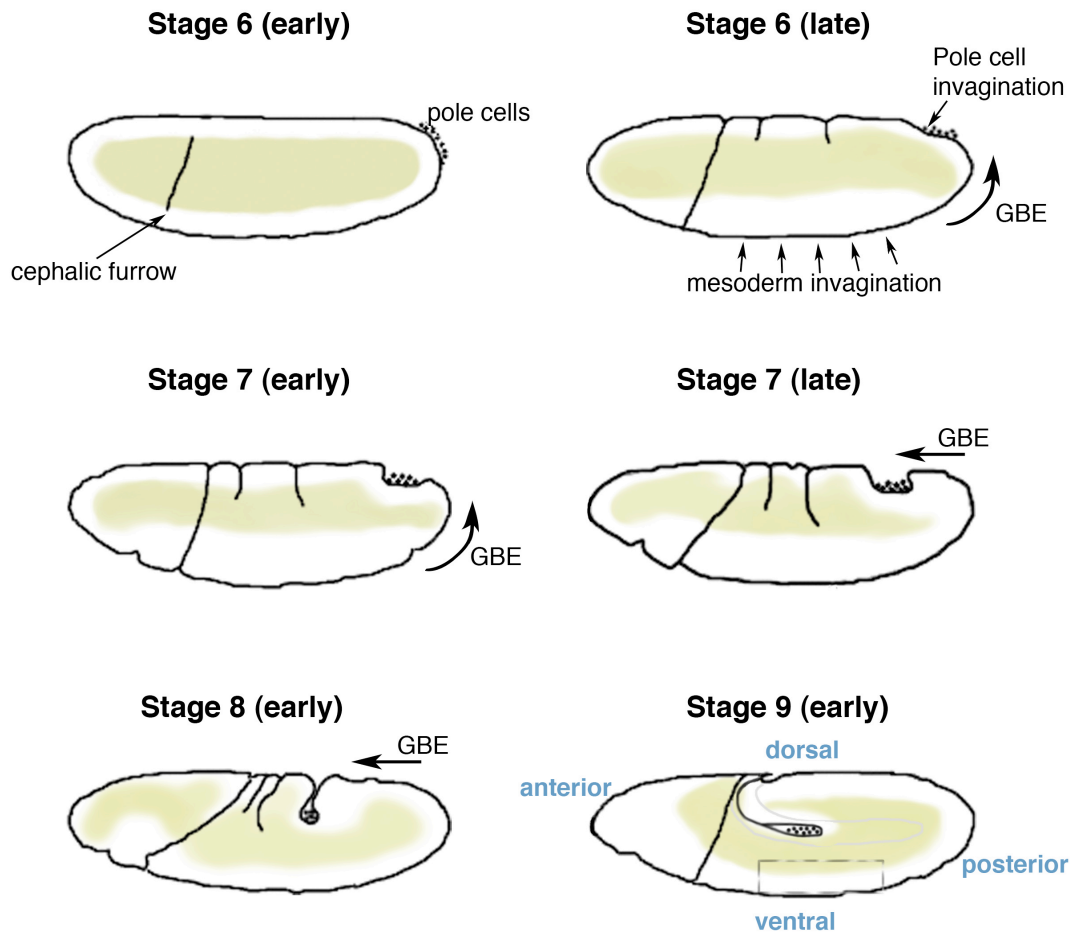 Stage 6 (early)
pole cells
cephalic furrow
Stage 6 (late)
Pole cell
invagination
GBE
mesoderm invagination
Stage 7 (early)
GBE
Stage 7 (late)
GBE
Stage 8 (early)
GBE
Stage 9 (early)
dorsal
anterior
posterior
ventral